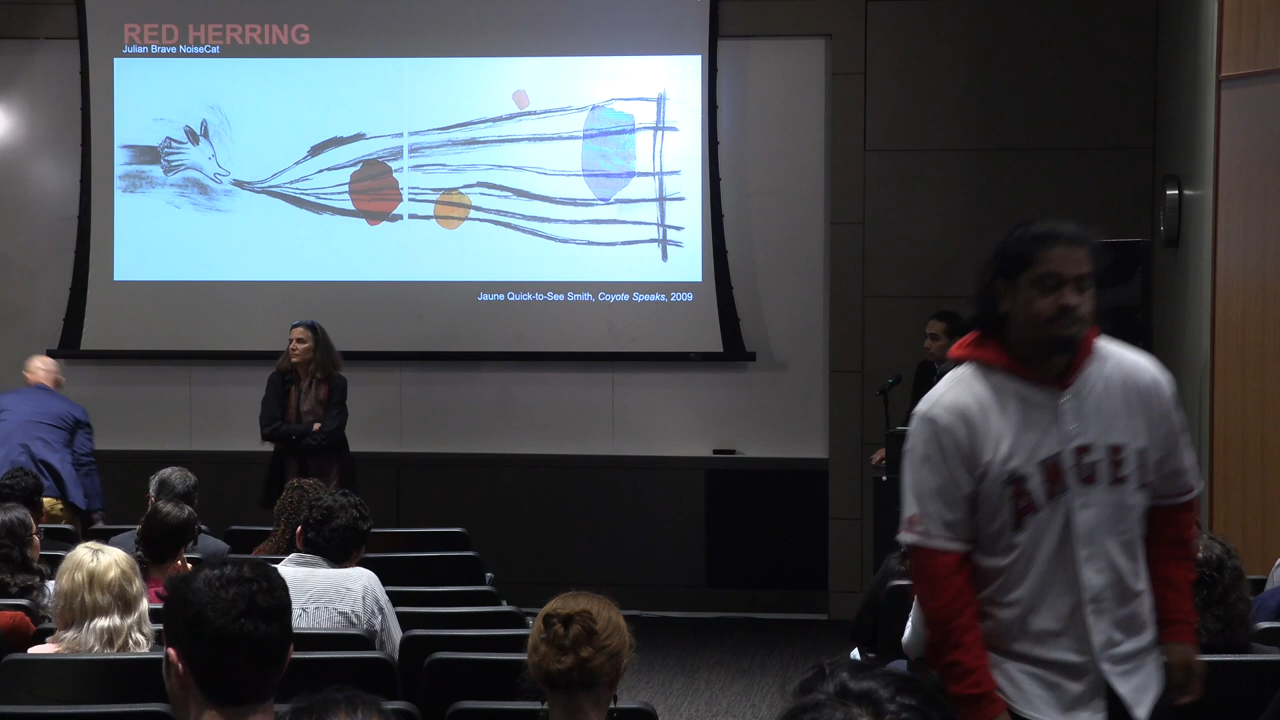 RED HERRING
Julian Brave NoiseCat
Jaune Quick-to-See Smith, Coyote Speaks, 2009
ANGEL